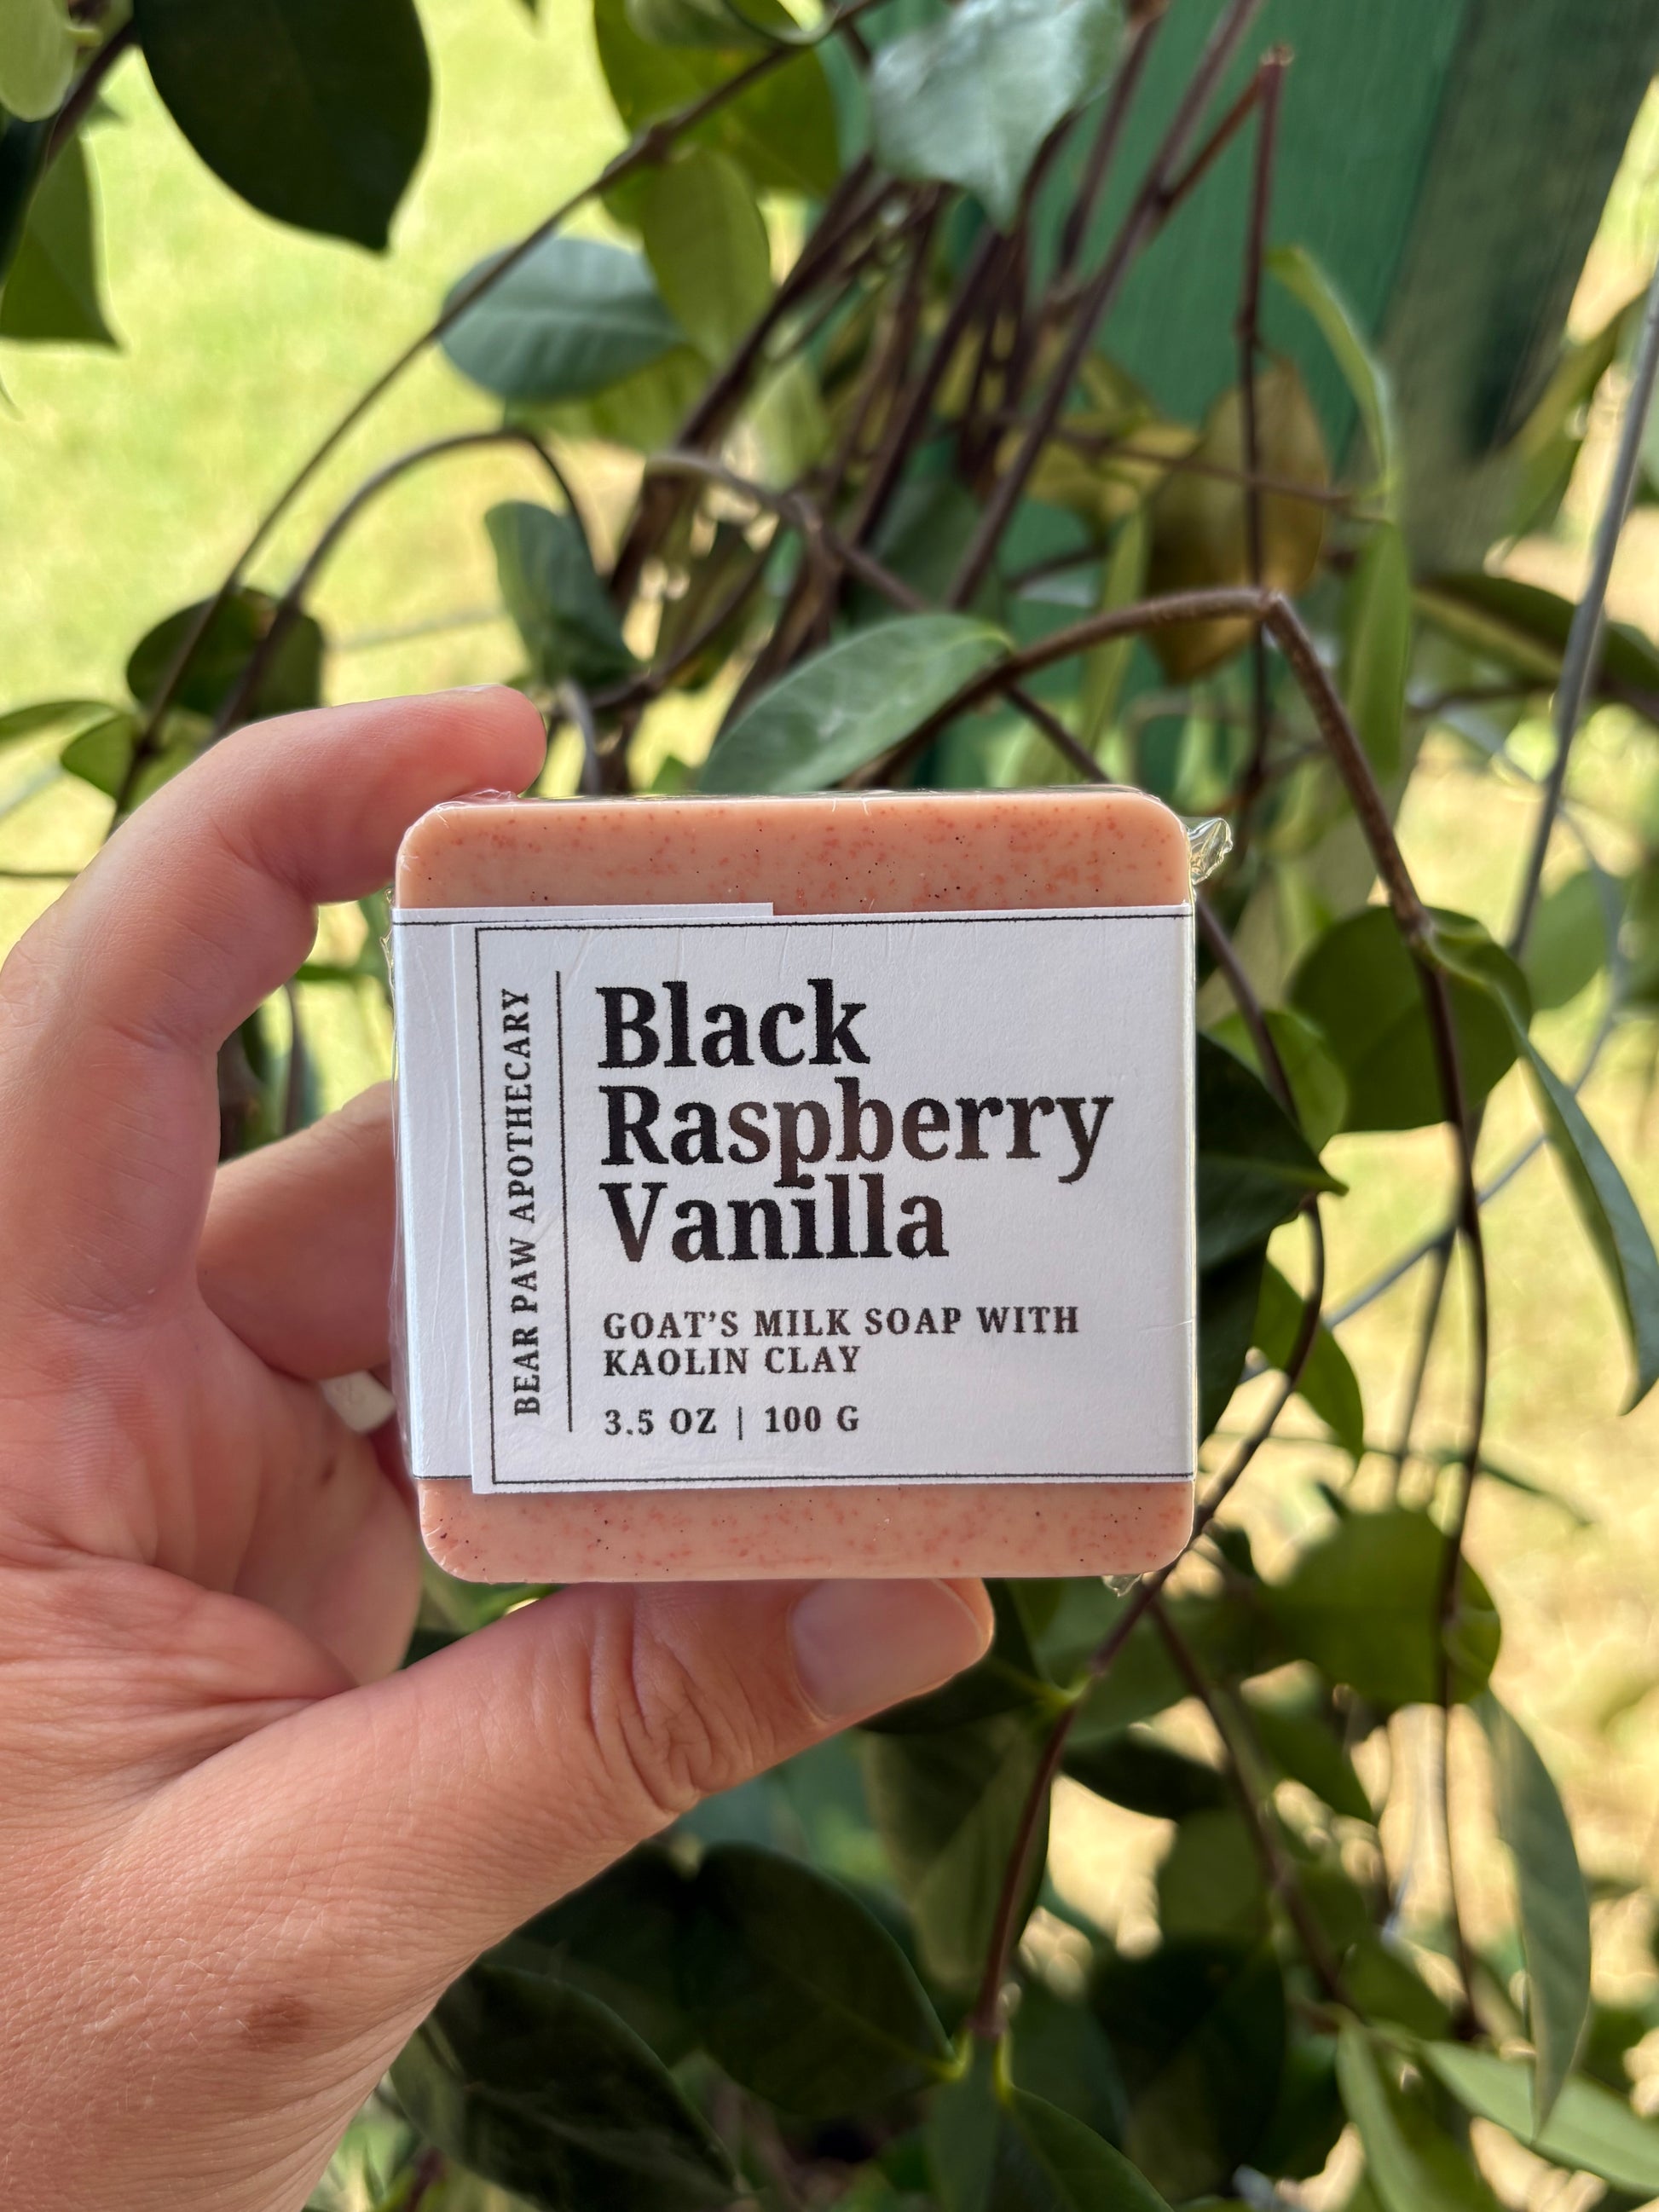 BEAR PAW APOTHECARY
Black
Raspberry
Vanilla
GOAT'S MILK SOAP WITH
KAOLIN CLAY
3.5 OZ | 100 G